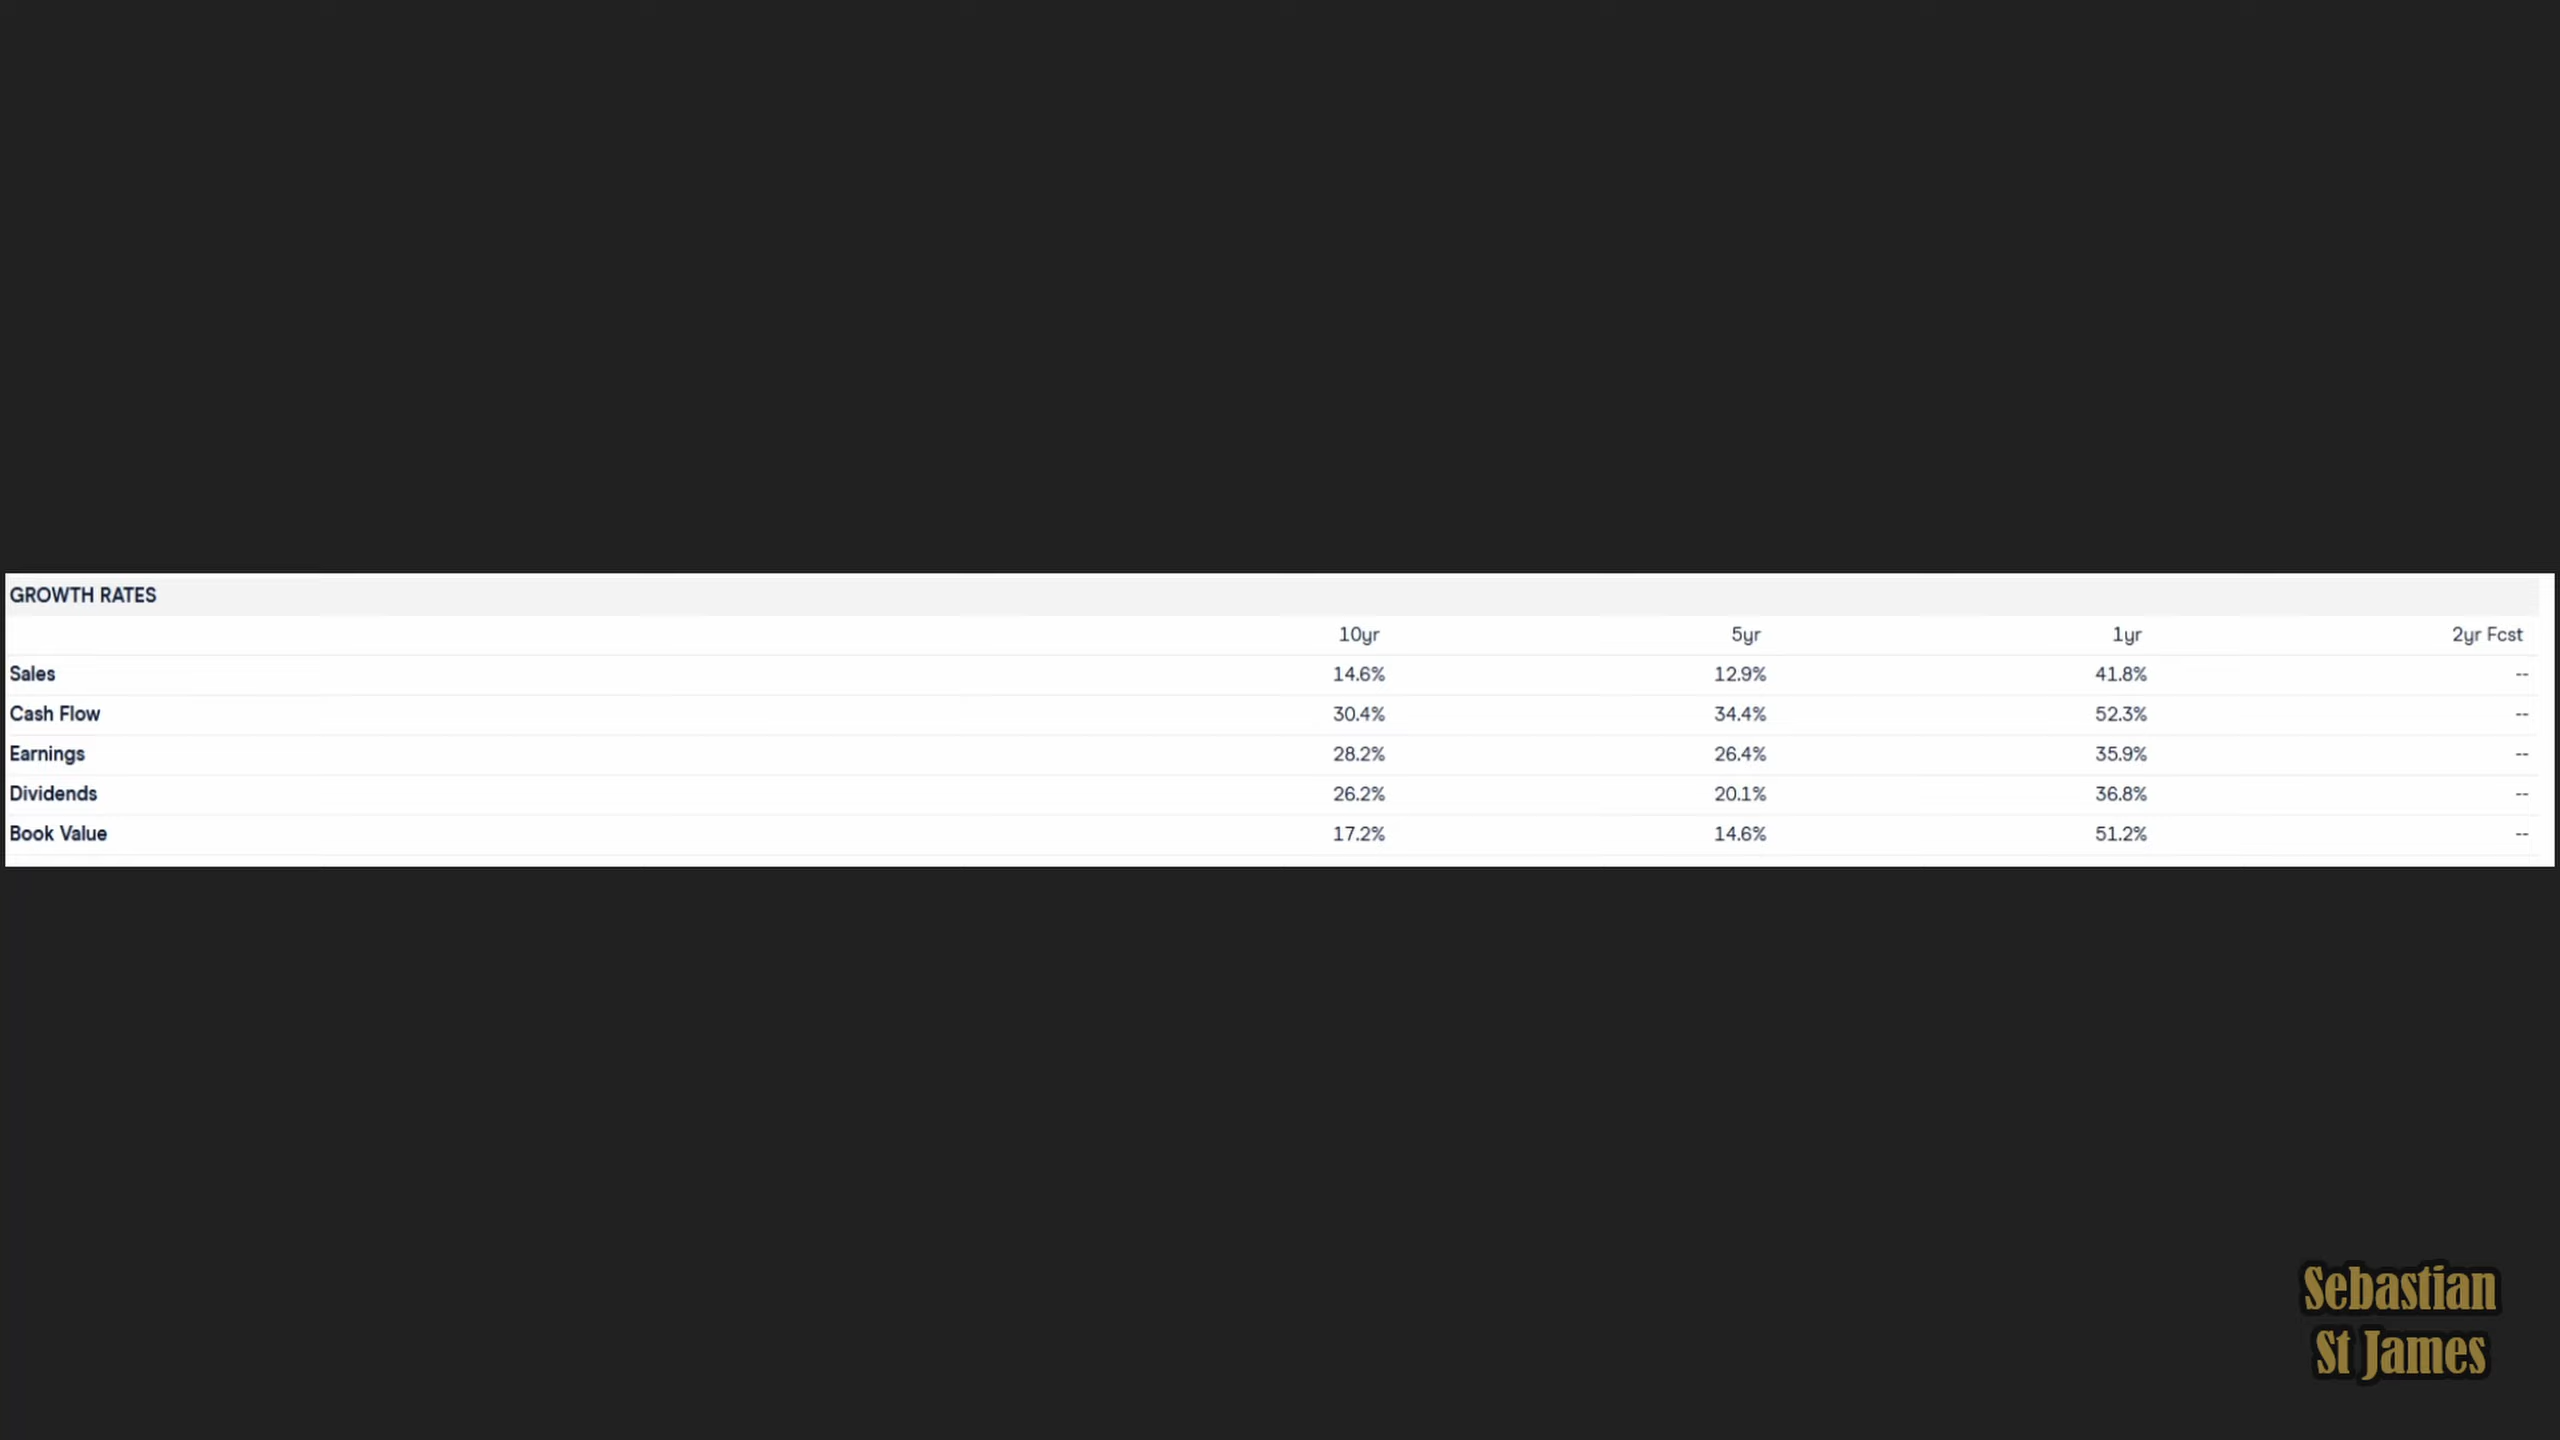 GROWTH RATES
10yr 5yr 1yr 2yr Fcst
Sales 14.6% 12.9% 41.8% --
Cash Flow 30.4% 34.4% 52.3% --
Earnings 28.2% 26.4% 35.9% --
Dividends 26.2% 20.1% 36.8% --
Book Value 17.2% 14.6% 51.2% --
Sebastian
St James